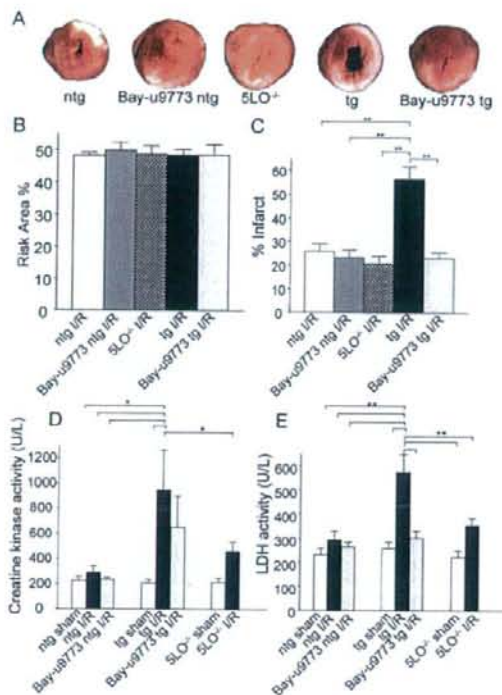 A
ntg
Bay-u9773 ntg
5LO-/-
tg
Bay-u9773 tg
B
Risk Area %
50
40
30
20
10
0
ntg I/R
Bay-u9773 ntg I/R
5LO-/- I/R
tg I/R
Bay-u9773 tg I/R
C
% Infarct
60
50
40
30
20
10
0
**
**
**
**
ntg I/R
Bay-u9773 ntg I/R
5LO-/- I/R
tg I/R
Bay-u9773 tg I/R
D
Creatine kinase activity (U/L)
1200
1000
800
600
400
200
0
*
*
ntg sham
ntg I/R
Bay-u9773 ntg I/R
tg sham
tg I/R
Bay-u9773 tg I/R
5LO-/- sham
5LO-/- I/R
E
LDH activity (U/L)
600
500
400
300
200
100
0
**
**
ntg sham
ntg I/R
Bay-u9773 ntg I/R
tg sham
tg I/R
Bay-u9773 tg I/R
5LO-/- sham
5LO-/- I/R